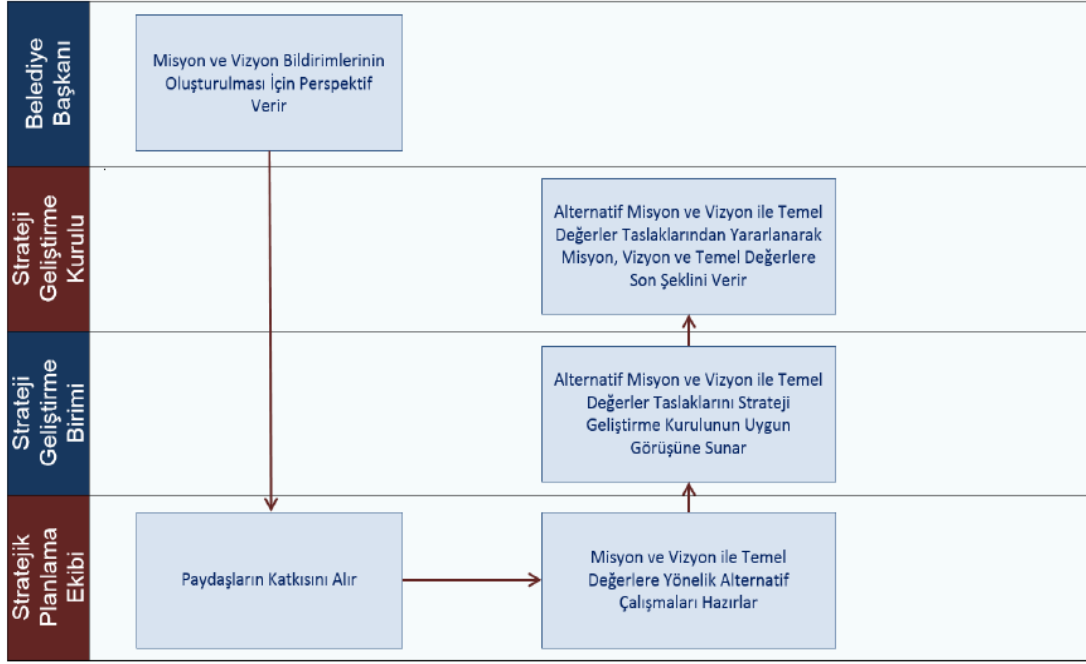 Belediye
Başkanı
Misyon ve Vizyon Bildirimlerinin
Oluşturulması İçin Perspektif
Verir
Strateji
Geliştirme
Kurulu
Alternatif Misyon ve Vizyon ile Temel
Değerler Taslaklarından Yararlanarak
Misyon, Vizyon ve Temel Değerlere
Son Şeklini Verir
Strateji
Geliştirme
Birimi
Alternatif Misyon ve Vizyon ile Temel
Değerler Taslaklarını Strateji
Geliştirme Kurulunun Uygun
Görüşüne Sunar
Stratejik
Planlama
Ekibi
Paydaşların Katkısını Alır
Misyon ve Vizyon ile Temel
Değerlere Yönelik Alternatif
Çalışmaları Hazırlar